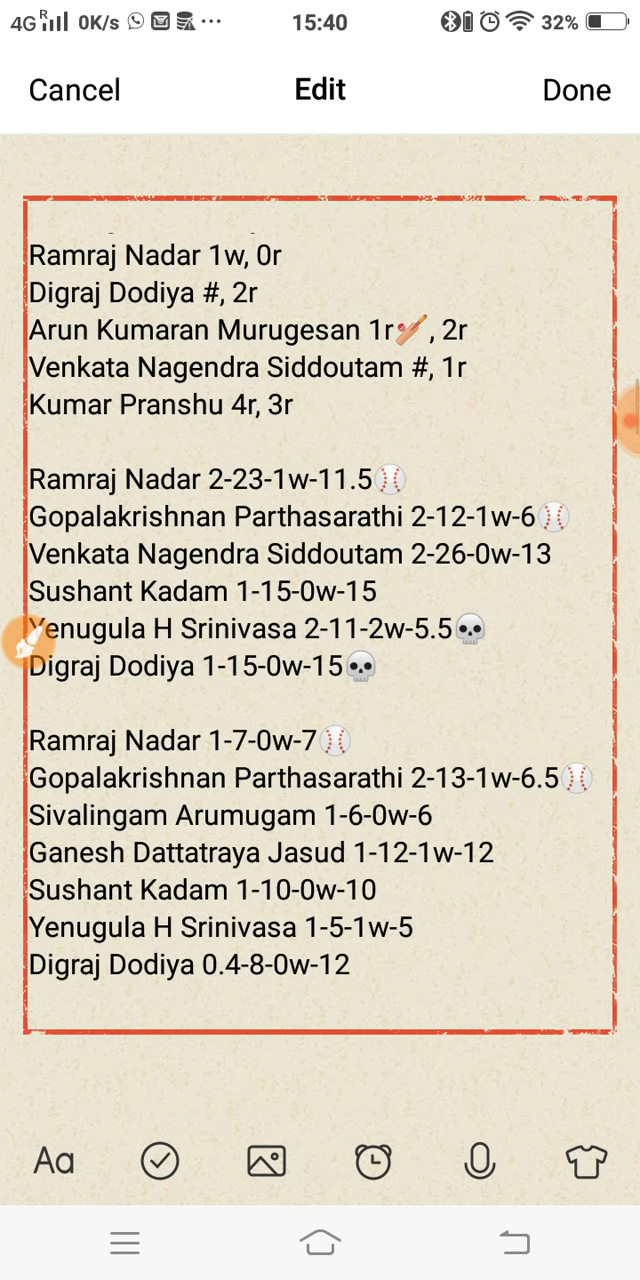 4G R 0K/s ... 15:40 32%
Cancel Edit Done
Ramraj Nadar 1w, 0r
Digraj Dodiya #, 2r
Arun Kumaran Murugesan 1r🏏, 2r
Venkata Nagendra Siddoutam #, 1r
Kumar Pranshu 4r, 3r
Ramraj Nadar 2-23-1w-11.5⚾
Gopalakrishnan Parthasarathi 2-12-1w-6⚾
Venkata Nagendra Siddoutam 2-26-0w-13
Sushant Kadam 1-15-0w-15
Yenugula H Srinivasa 2-11-2w-5.5💀
Digraj Dodiya 1-15-0w-15💀
Ramraj Nadar 1-7-0w-7⚾
Gopalakrishnan Parthasarathi 2-13-1w-6.5⚾
Sivalingam Arumugam 1-6-0w-6
Ganesh Dattatraya Jasud 1-12-1w-12
Sushant Kadam 1-10-0w-10
Yenugula H Srinivasa 1-5-1w-5
Digraj Dodiya 0.4-8-0w-12
Aa